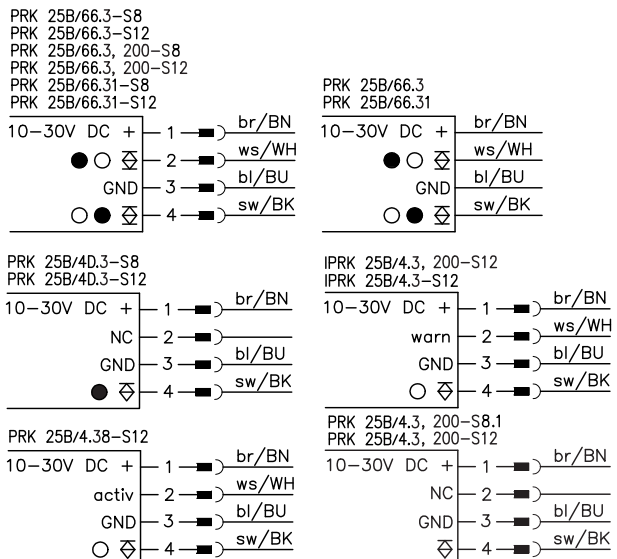 PRK 25B/66.3-S8
PRK 25B/66.3-S12
PRK 25B/66.3, 200-S8
PRK 25B/66.3, 200-S12
PRK 25B/66.31-S8
PRK 25B/66.31-S12
10-30V DC + 1 br/BN
2 ws/WH
GND 3 bl/BU
4 sw/BK
PRK 25B/66.3
PRK 25B/66.31
10-30V DC + br/BN
ws/WH
GND bl/BU
sw/BK
PRK 25B/4D.3-S8
PRK 25B/4D.3-S12
10-30V DC + 1 br/BN
NC 2
GND 3 bl/BU
4 sw/BK
IPRK 25B/4.3, 200-S12
IPRK 25B/4.3-S12
10-30V DC + 1 br/BN
warn 2 ws/WH
GND 3 bl/BU
4 sw/BK
PRK 25B/4.38-S12
10-30V DC + 1 br/BN
activ 2 ws/WH
GND 3 bl/BU
4 sw/BK
PRK 25B/4.3, 200-S8.1
PRK 25B/4.3, 200-S12
10-30V DC + 1 br/BN
NC 2
GND 3 bl/BU
4 sw/BK